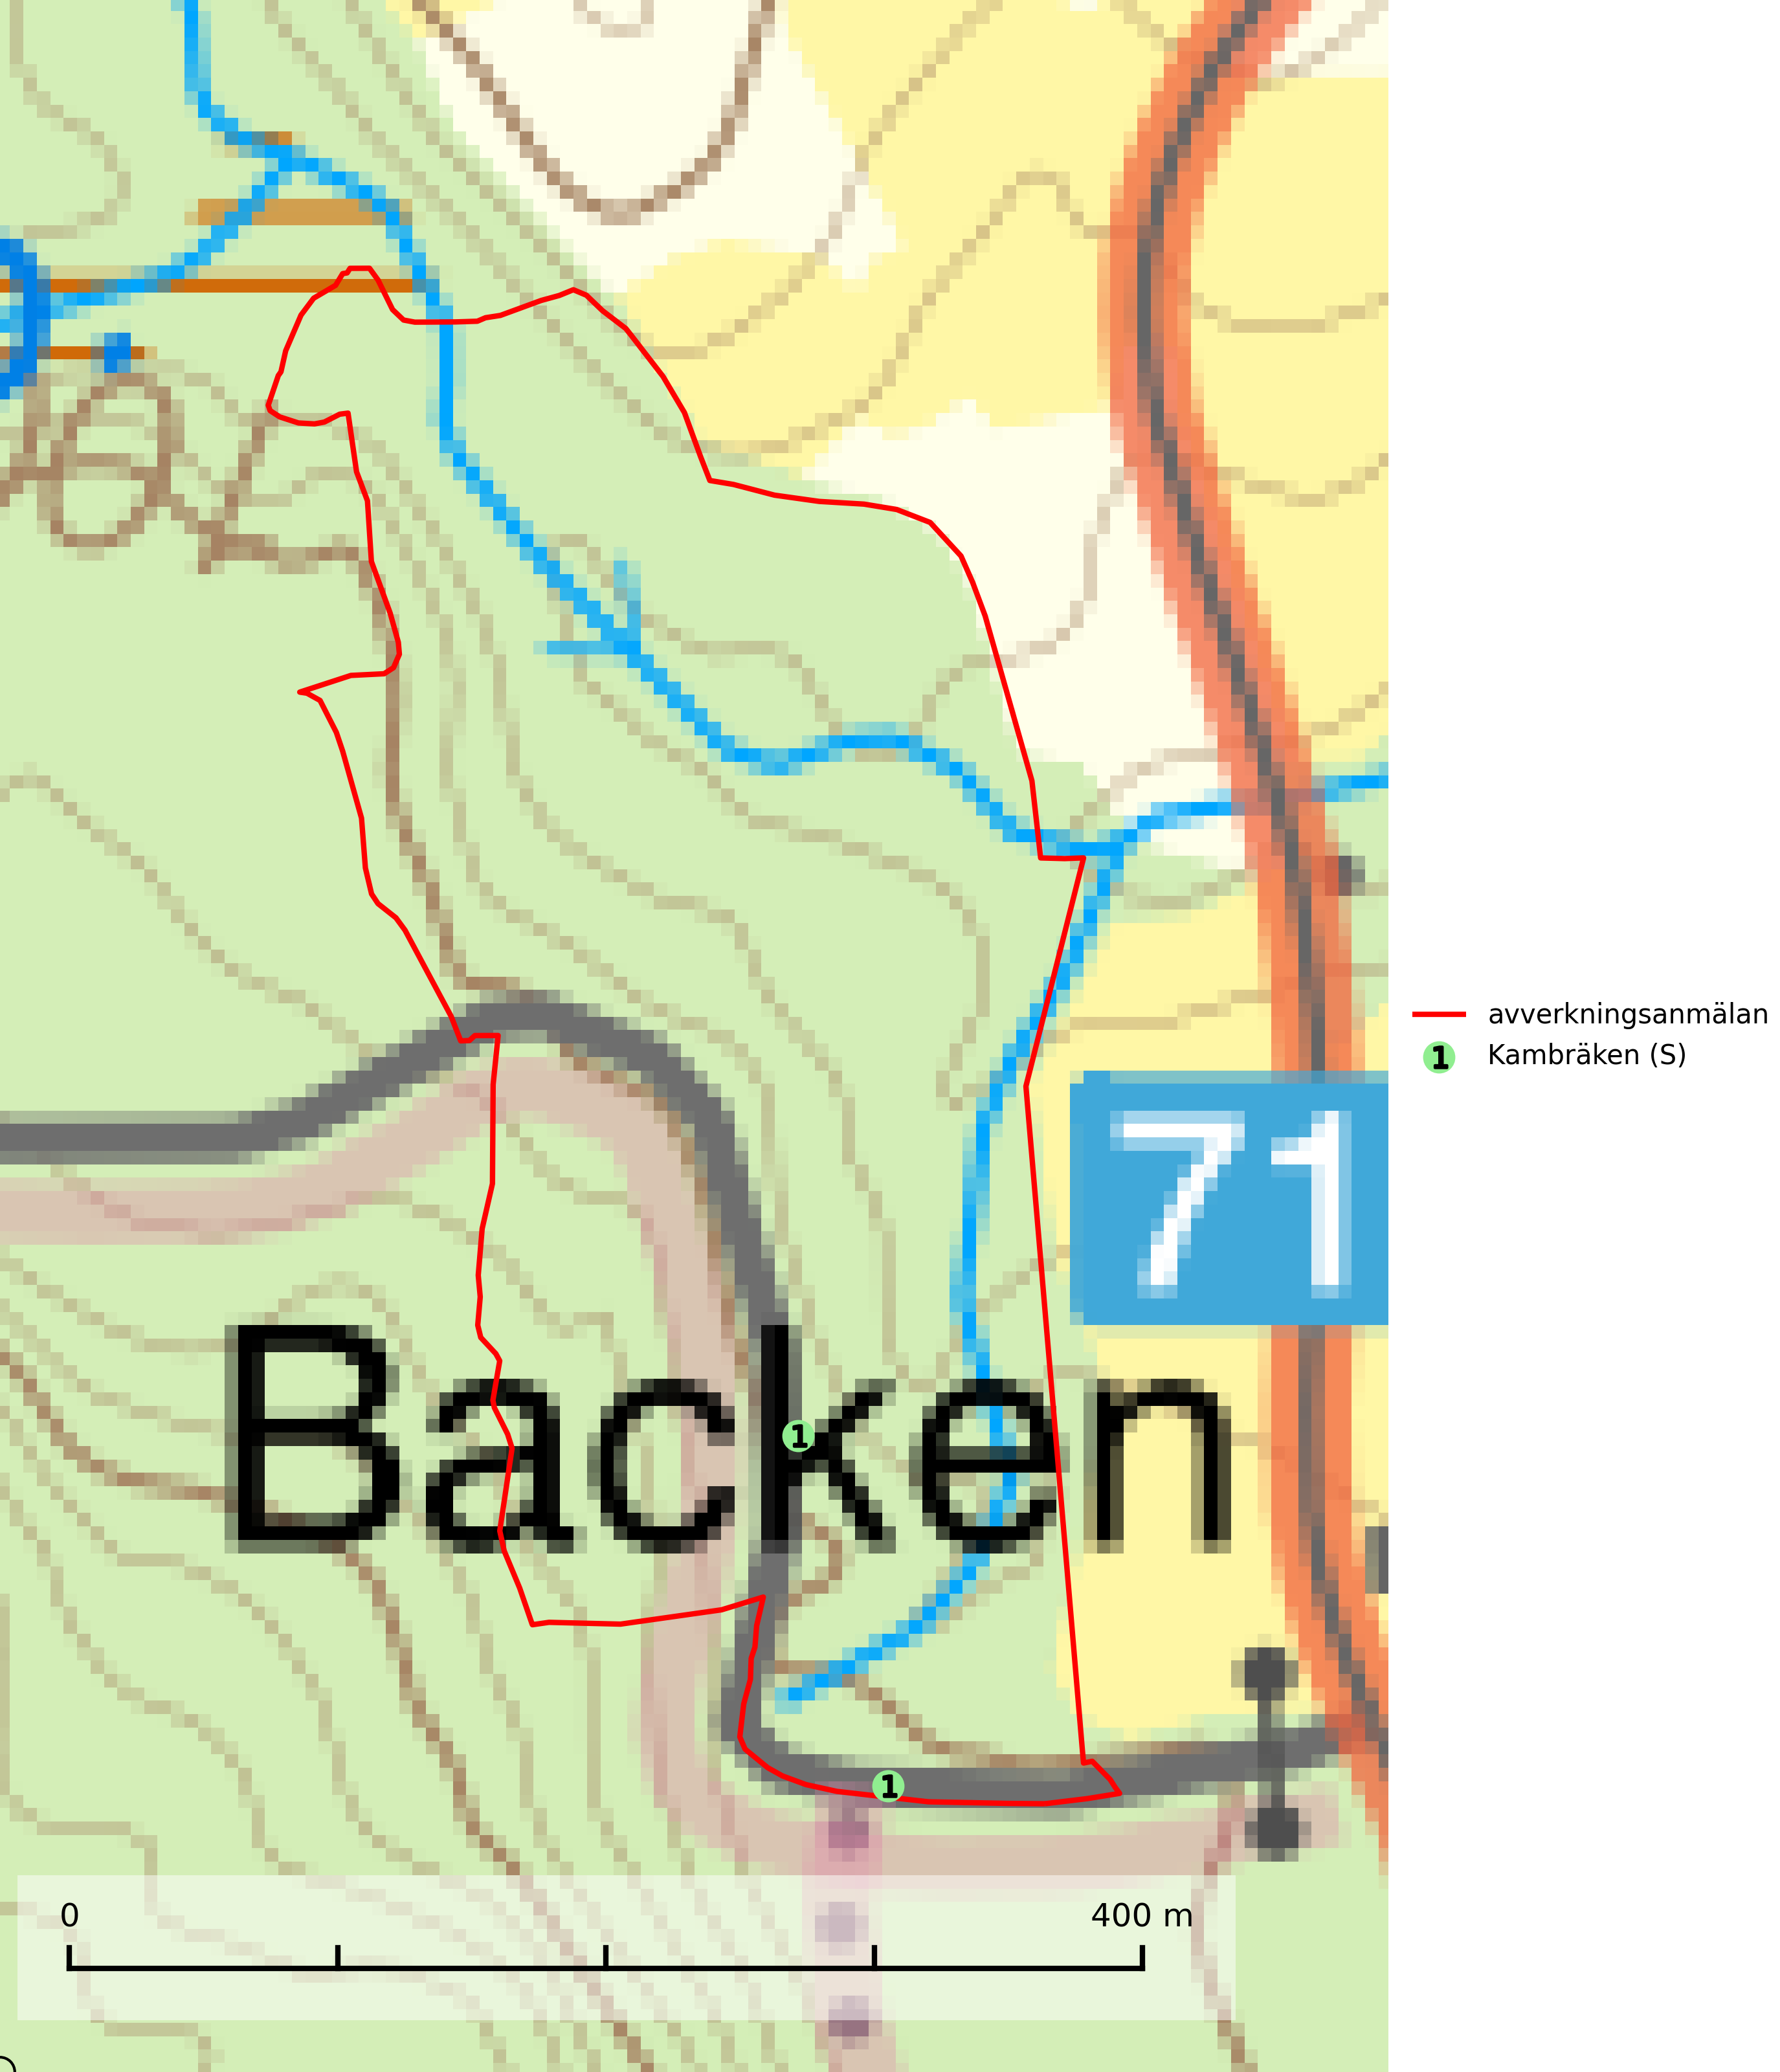 avverkningsanmälan
1 Kambräken (S)
71
Backen
1
1
0 400 m